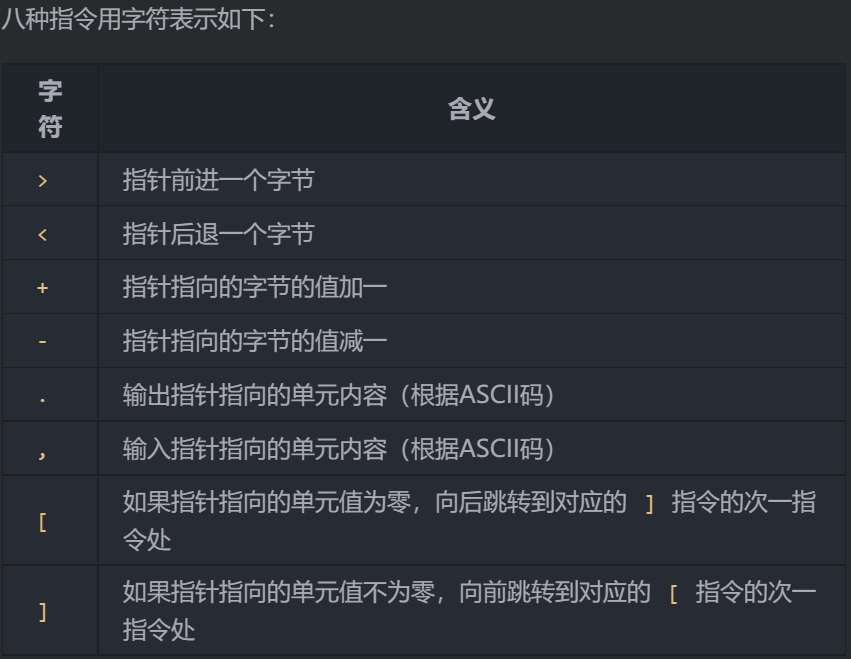 八种指令用字符表示如下：
字
符
含义
> 指针前进一个字节
< 指针后退一个字节
+ 指针指向的字节的值加一
- 指针指向的字节的值减一
. 输出指针指向的单元内容（根据ASCII码）
, 输入指针指向的单元内容（根据ASCII码）
如果指针指向的单元值为零，向后跳转到对应的 ] 指令的次一指
[
令处
如果指针指向的单元值不为零，向前跳转到对应的 [ 指令的次一
]
指令处